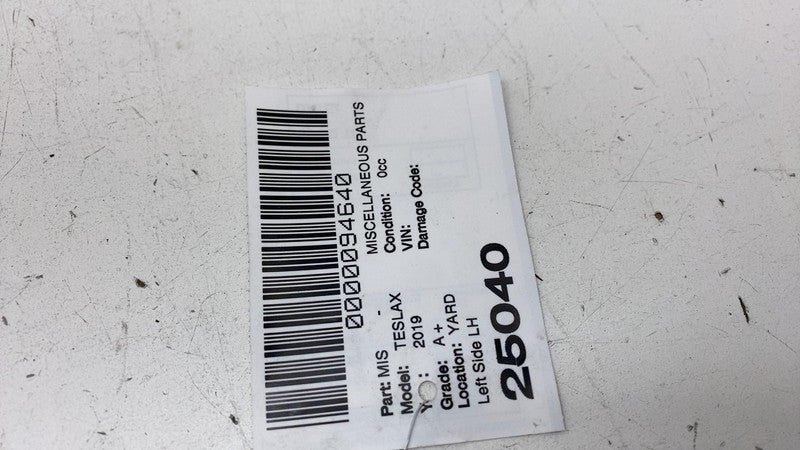 0000094640
Part: MIS - MISCELLANEOUS PARTS
Model: TESLAX Condition: 0cc
: 2019 VIN:
Grade: A+ Damage Code:
Location: YARD
Left Side LH
25040